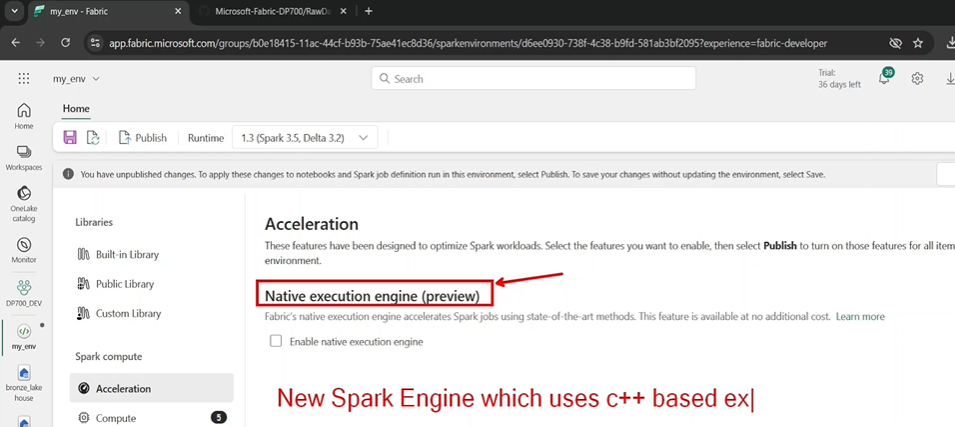 my_env - Fabric
Microsoft-Fabric-DP700/RawDa
app.fabric.microsoft.com/groups/b0e18415-11ac-44cf-b93b-75ae41ec8d36/sparkenvironments/d6ee0930-738f-4c38-b9fd-581ab3bf2095?experience=fabric-developer
my_env
Search
Trial:
36 days left
39
Home
Home
Publish
Runtime
1.3 (Spark 3.5, Delta 3.2)
Workspaces
You have unpublished changes. To apply these changes to notebooks and Spark job definition run in this environment, select Publish. To save your changes without updating the environment, select Save.
OneLake
catalog
Monitor
DP700_DEV
my_env
bronze_lake
house
Libraries
Built-in Library
Public Library
Custom Library
Spark compute
Acceleration
Compute
5
Acceleration
These features have been designed to optimize Spark workloads. Select the features you want to enable, then select Publish to turn on those features for all item
environment.
Native execution engine (preview)
Fabric's native execution engine accelerates Spark jobs using state-of-the-art methods. This feature is available at no additional cost. Learn more
Enable native execution engine
New Spark Engine which uses c++ based ex